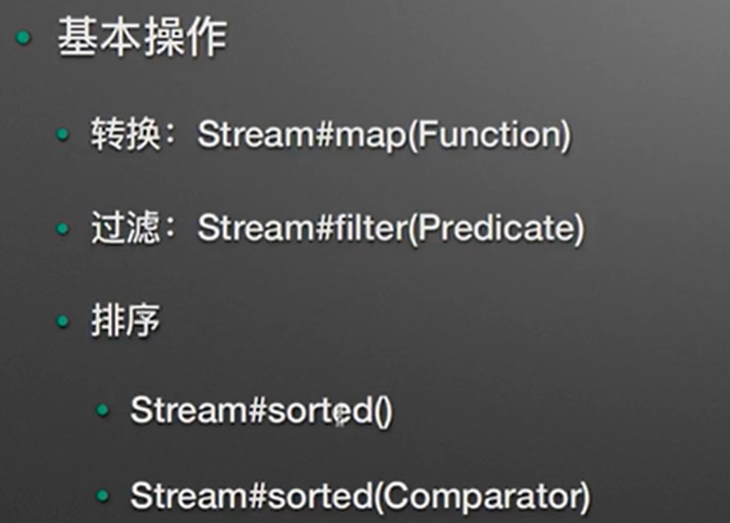 基本操作
转换：Stream#map(Function)
过滤：Stream#filter(Predicate)
排序
Stream#sorted()
Stream#sorted(Comparator)